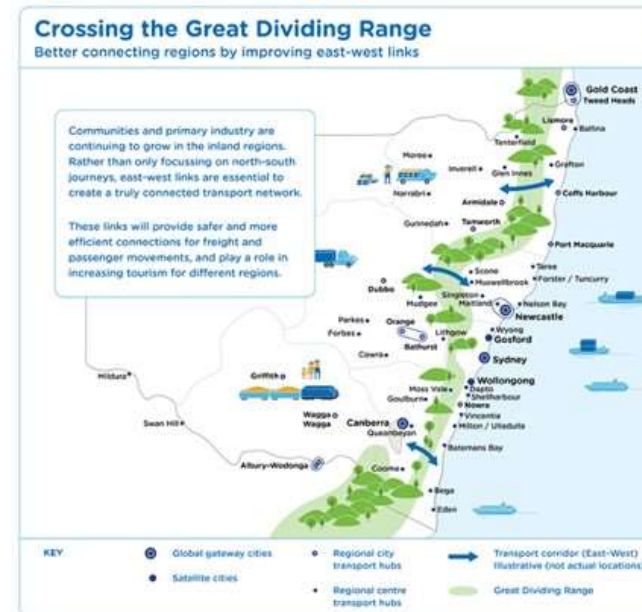 Crossing the Great Dividing Range
Better connecting regions by improving east-west links
Communities and primary industry are
continuing to grow in the inland regions.
Rather than only focussing on north-south
journeys, east-west links are essential to
create a truly connected transport network.
These links will provide safer and more
efficient connections for freight and
passenger movements, and play a role in
increasing tourism for different regions.
Gold Coast
Tweed Heads
Lismore
Ballina
Tenterfield
Moree
Inverell
Glen Innes
Grafton
Narrabri
Armidale
Coffs Harbour
Gunnedah
Tamworth
Port Macquarie
Scone
Taree
Muswellbrook
Forster / Tuncurry
Dubbo
Singleton
Mudgee
Maitland
Nelson Bay
Newcastle
Parkes
Orange
Forbes
Lithgow
Wyong
Bathurst
Gosford
Cowra
Sydney
Mildura
Griffith
Wollongong
Moss Vale
Dapto
Goulburn
Shellharbour
Nowra
Swan Hill
Wagga
Wagga
Canberra
Vincentia
Queanbeyan
Milton / Ulladulla
Batemans Bay
Albury-Wodonga
Cooma
Bega
Eden
KEY
Global gateway cities
Satellite cities
Regional city
transport hubs
Regional centre
transport hubs
Transport corridor (East-West)
Illustrative (not actual locations)
Great Dividing Range